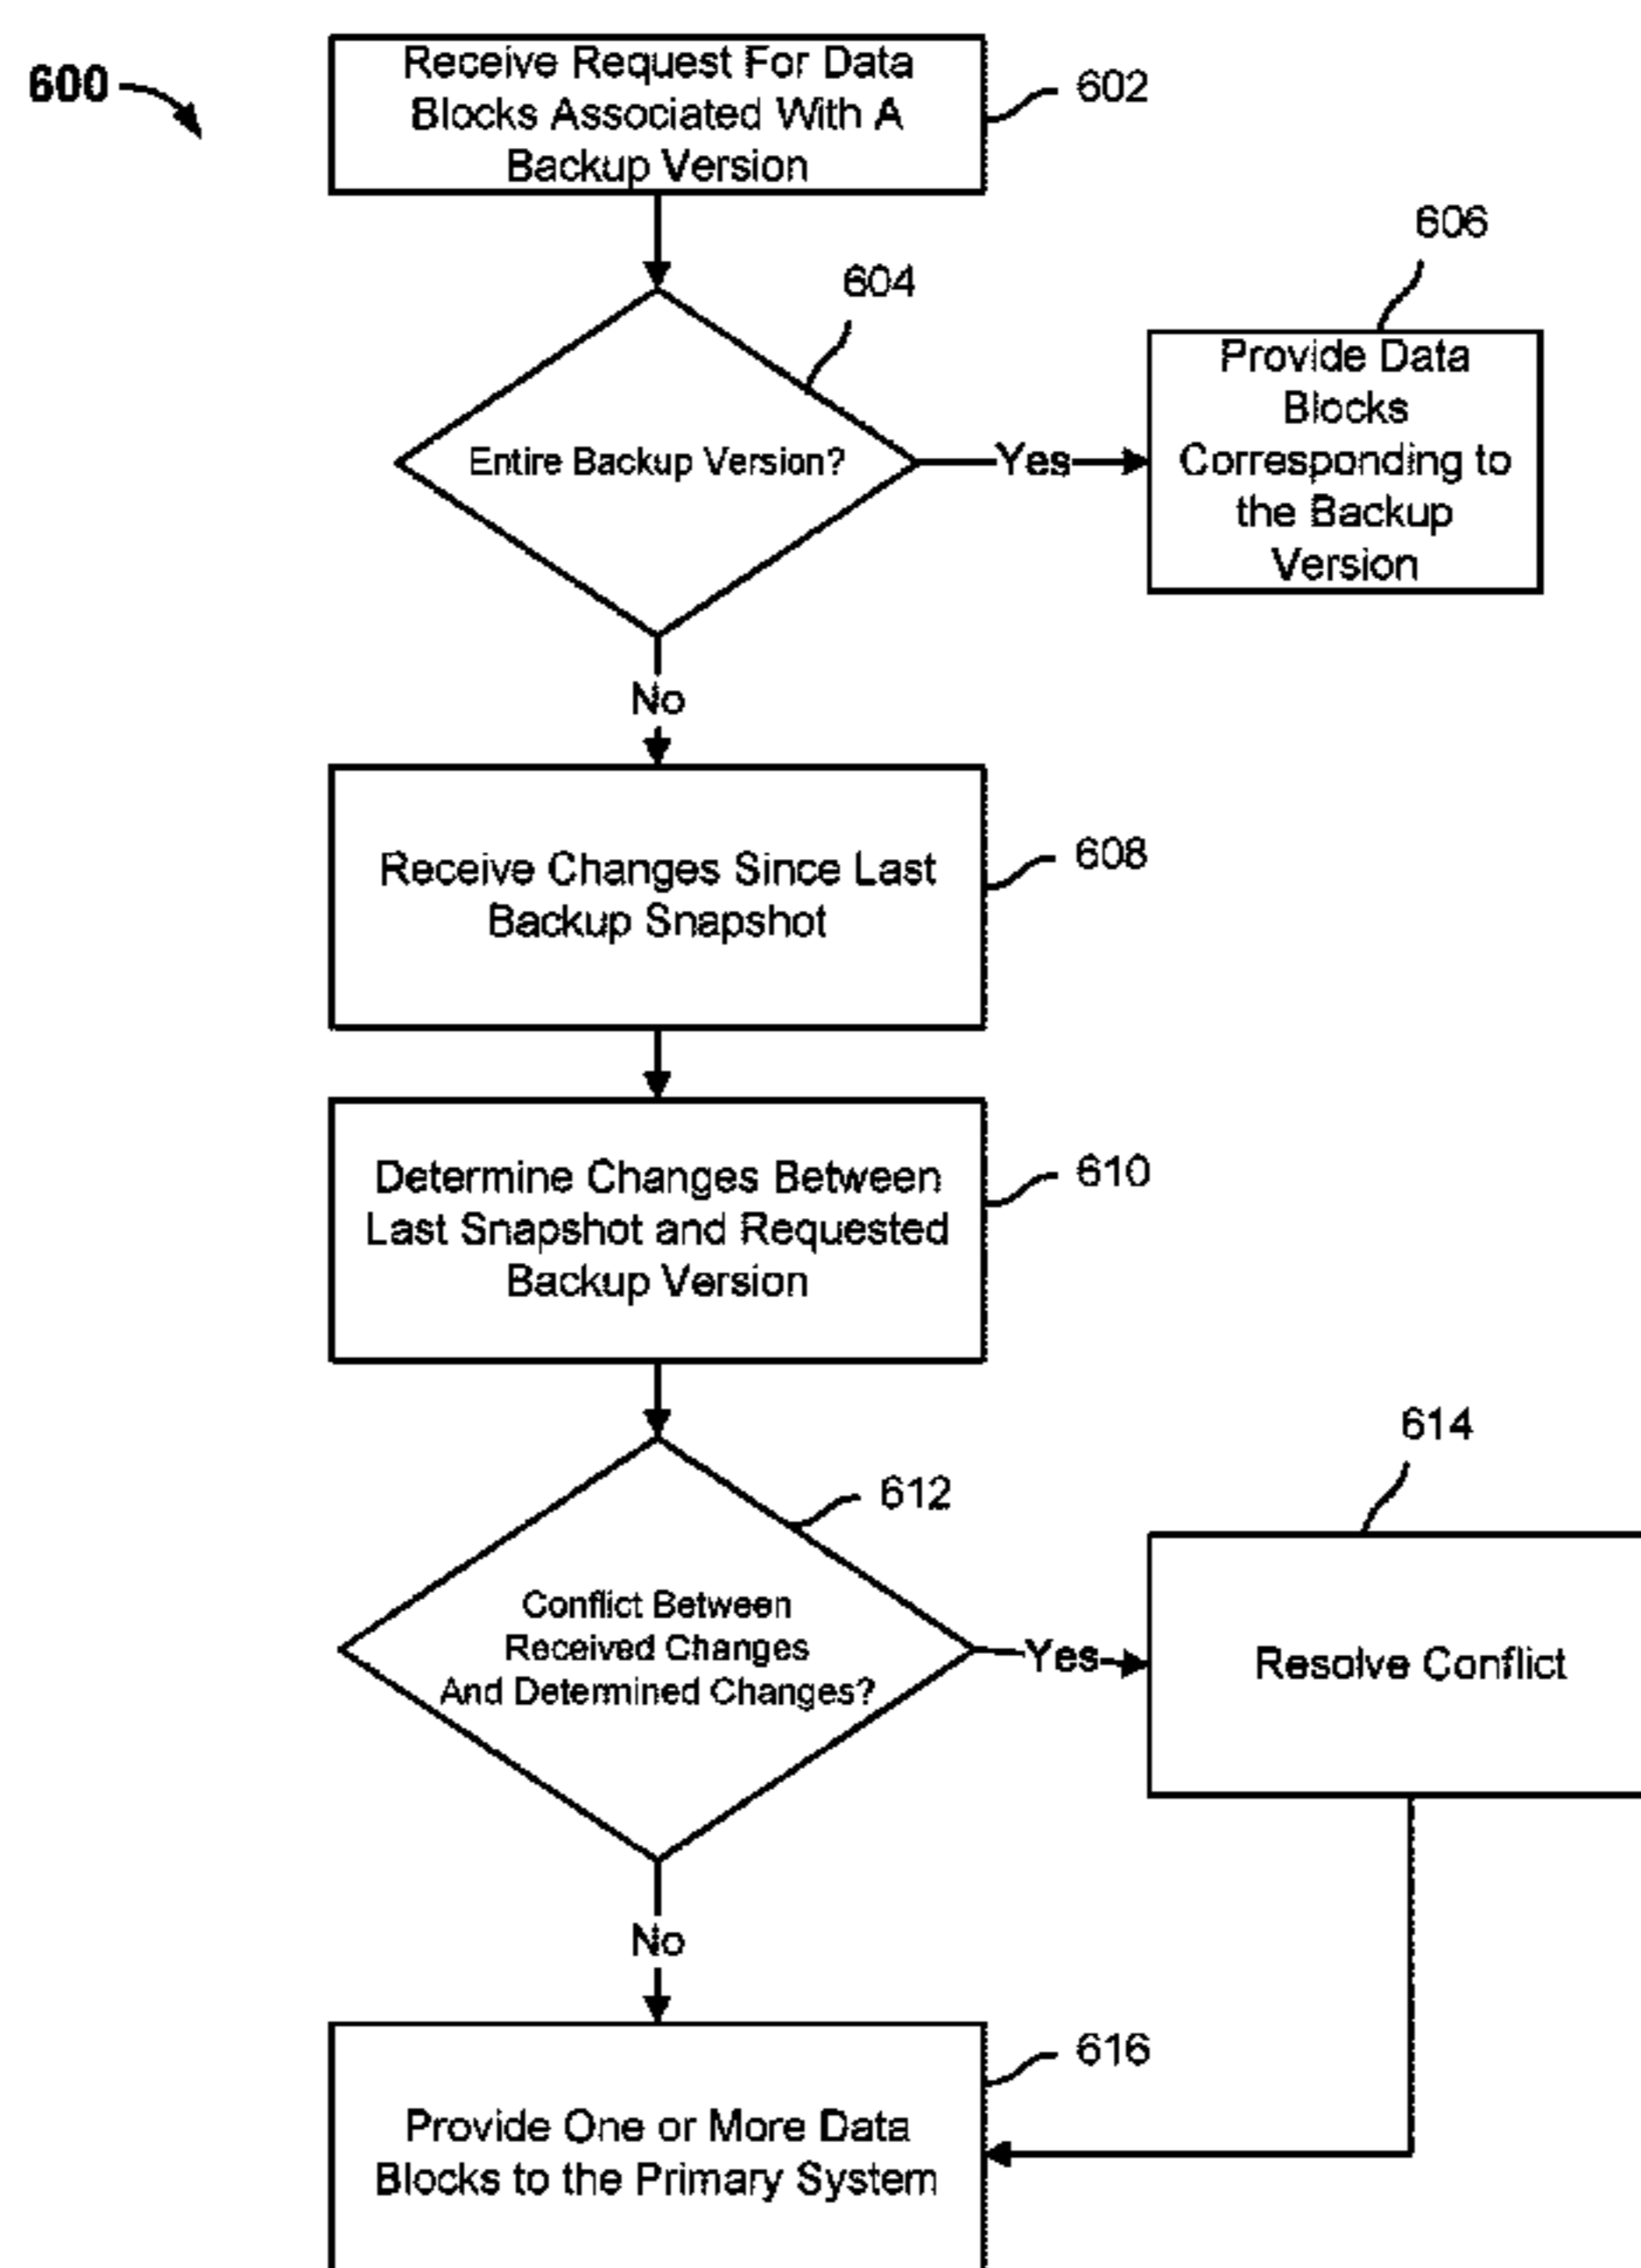 600
Receive Request For Data
Blocks Associated With A
Backup Version
602
604
606
Entire Backup Version?
Yes
Provide Data
Blocks
Corresponding to
the Backup
Version
No
Receive Changes Since Last
Backup Snapshot
608
Determine Changes Between
Last Snapshot and Requested
Backup Version
610
612
614
Conflict Between
Received Changes
And Determined Changes?
Yes
Resolve Conflict
No
Provide One or More Data
Blocks to the Primary System
616